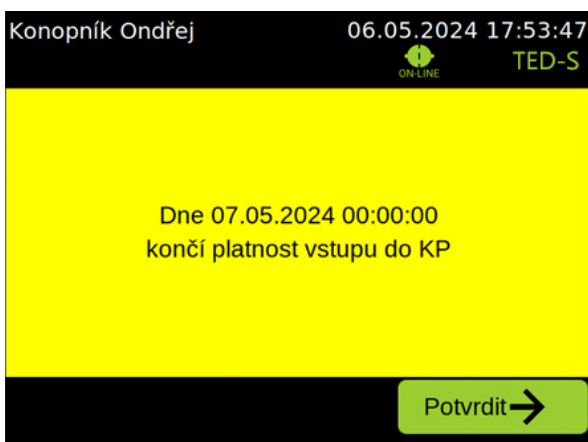 Konopník Ondřej 06.05.2024 17:53:47
ON-LINE TED-S
Dne 07.05.2024 00:00:00
končí platnost vstupu do KP
Potvrdit